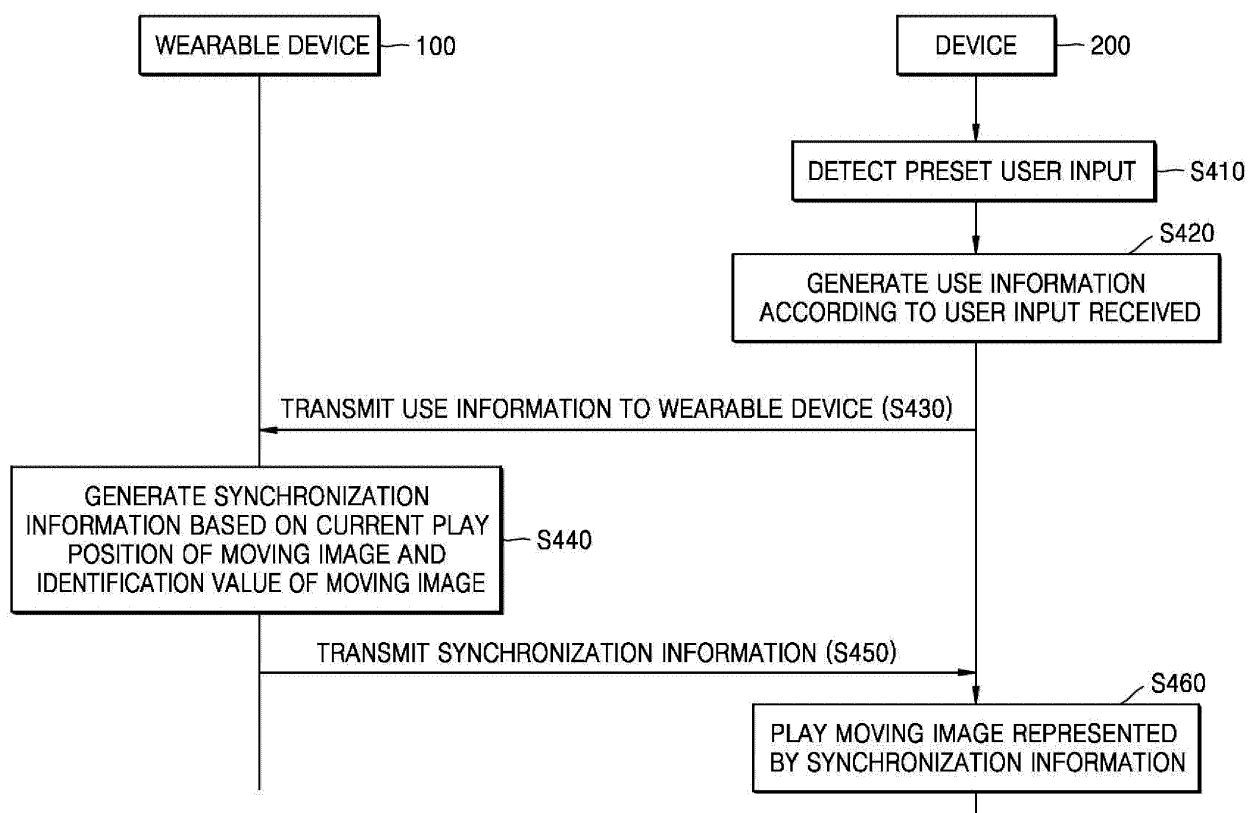 WEARABLE DEVICE
100
DEVICE
200
DETECT PRESET USER INPUT
S410
S420
GENERATE USE INFORMATION
ACCORDING TO USER INPUT RECEIVED
TRANSMIT USE INFORMATION TO WEARABLE DEVICE (S430)
GENERATE SYNCHRONIZATION
INFORMATION BASED ON CURRENT PLAY
POSITION OF MOVING IMAGE AND
IDENTIFICATION VALUE OF MOVING IMAGE
S440
TRANSMIT SYNCHRONIZATION INFORMATION (S450)
S460
PLAY MOVING IMAGE REPRESENTED
BY SYNCHRONIZATION INFORMATION